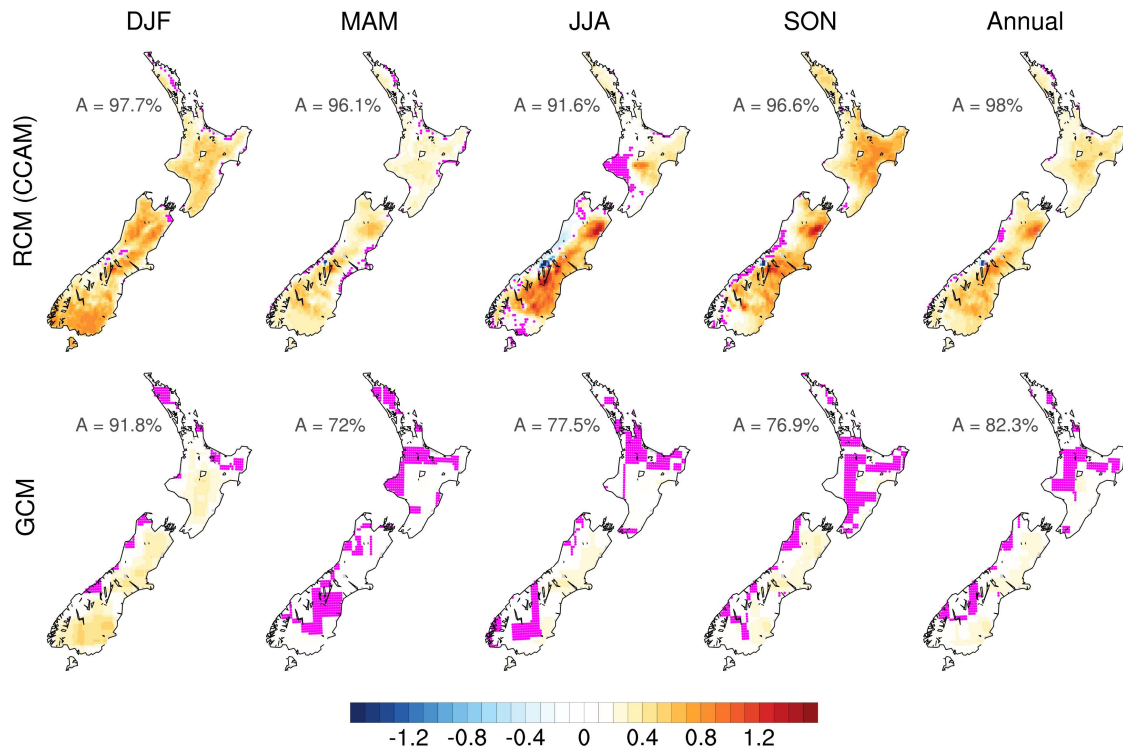 DJF MAM JJA SON Annual
RCM (CCAM)
A = 97.7% A = 96.1% A = 91.6% A = 96.6% A = 98%
GCM
A = 91.8% A = 72% A = 77.5% A = 76.9% A = 82.3%
-1.2 -0.8 -0.4 0 0.4 0.8 1.2